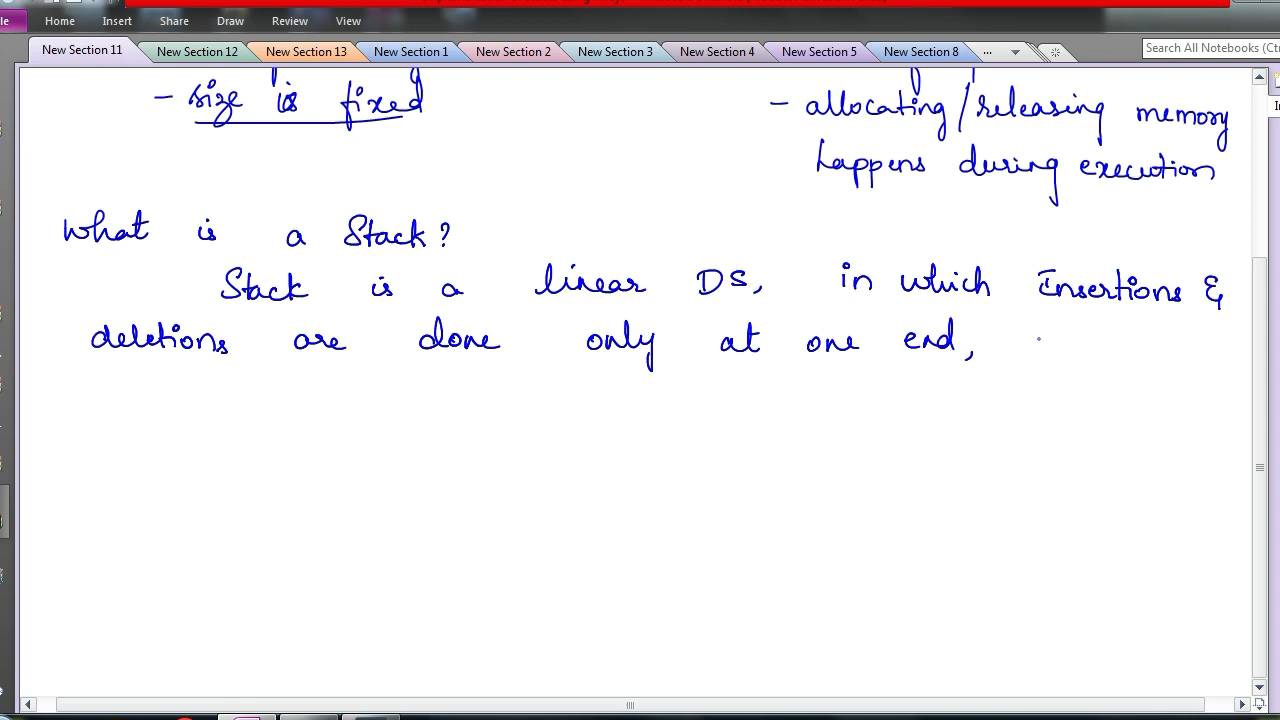 Home Insert Share Draw Review View
New Section 11 New Section 12 New Section 13 New Section 1 New Section 2 New Section 3 New Section 4 New Section 5 New Section 8 ... Search All Notebooks (Ct
- size is fixed
- allocating/releasing memory
happens during execution
What is a Stack?
Stack is a linear DS, in which Insertions &
deletions are done only at one end,